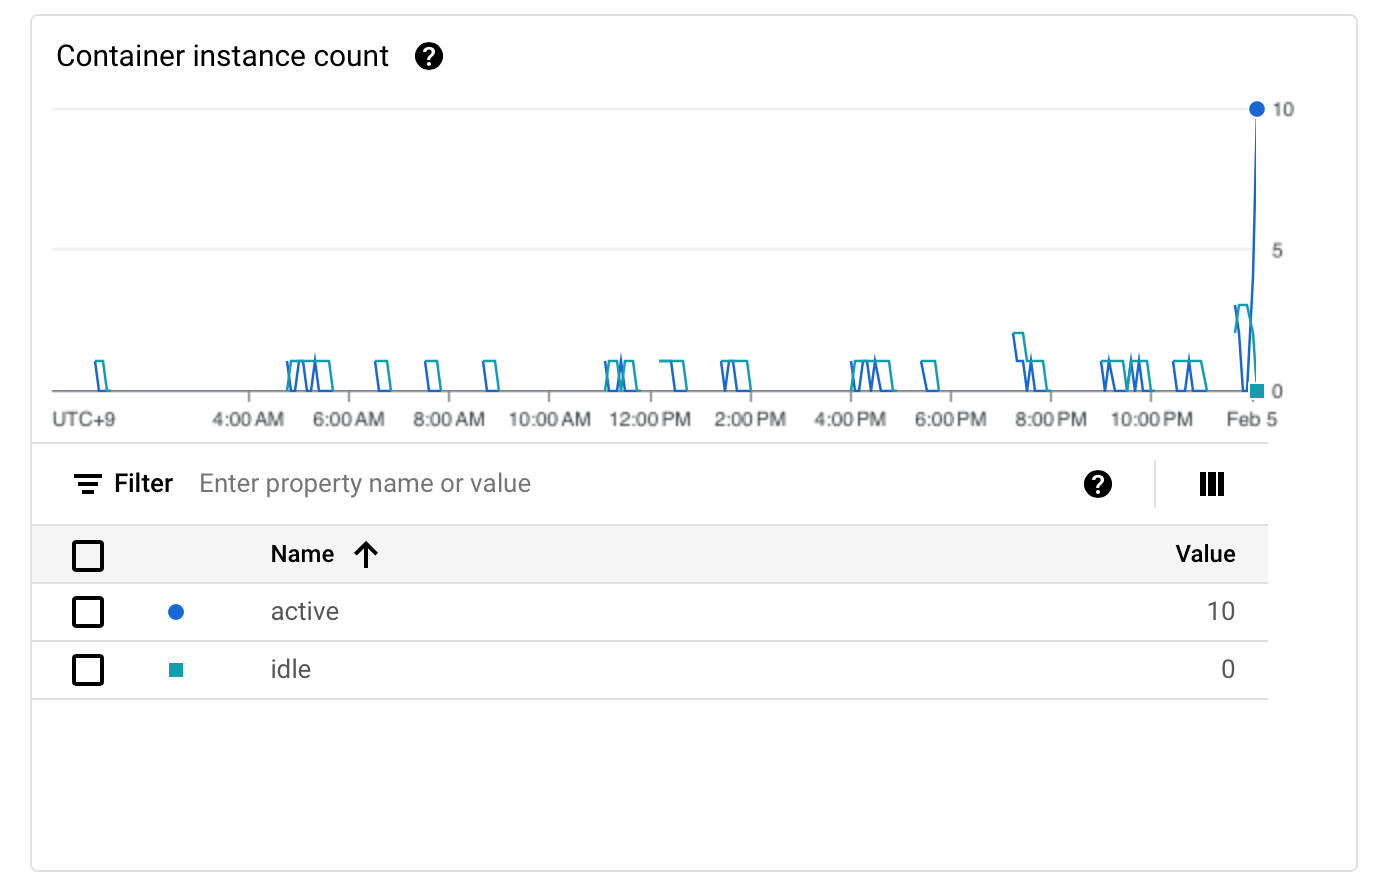 Container instance count
10
5
0
UTC+9 4:00 AM 6:00 AM 8:00 AM 10:00 AM 12:00 PM 2:00 PM 4:00 PM 6:00 PM 8:00 PM 10:00 PM Feb 5
Filter Enter property name or value
Name Value
active 10
idle 0